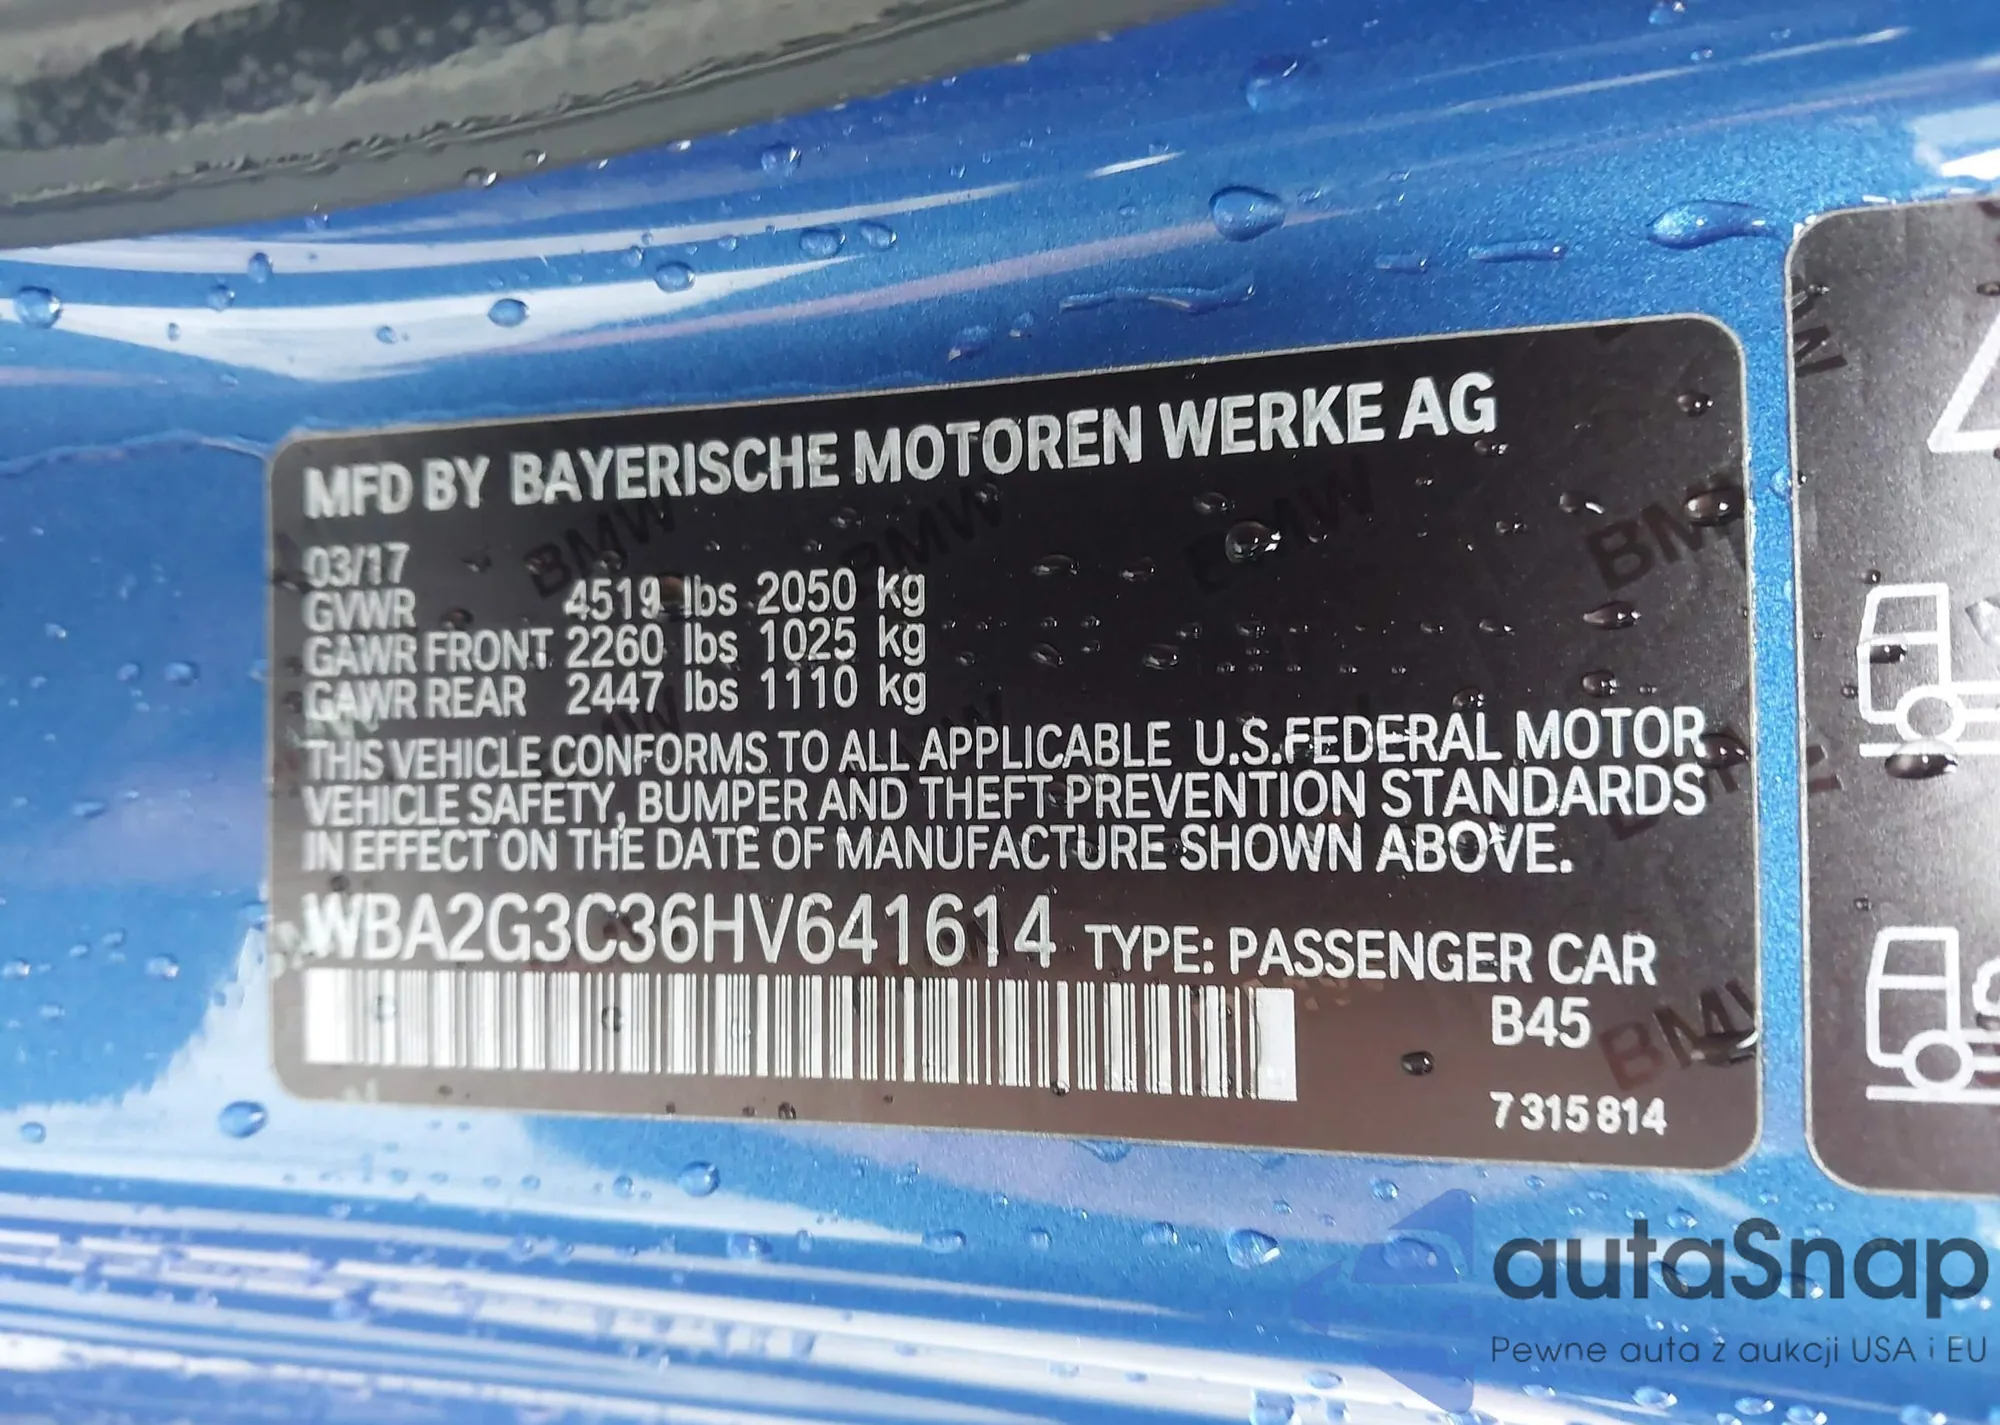 MFD BY BAYERISCHE MOTOREN WERKE AG
03/17
GVWR 4519 lbs 2050 kg
GAWR FRONT 2260 lbs 1025 kg
GAWR REAR 2447 lbs 1110 kg
THIS VEHICLE CONFORMS TO ALL APPLICABLE U.S.FEDERAL MOTOR
VEHICLE SAFETY, BUMPER AND THEFT PREVENTION STANDARDS
IN EFFECT ON THE DATE OF MANUFACTURE SHOWN ABOVE.
WBA2G3C36HV641614 TYPE: PASSENGER CAR
B45
7 315 814
autaSnap
Pewne auta z aukcji USA i EU